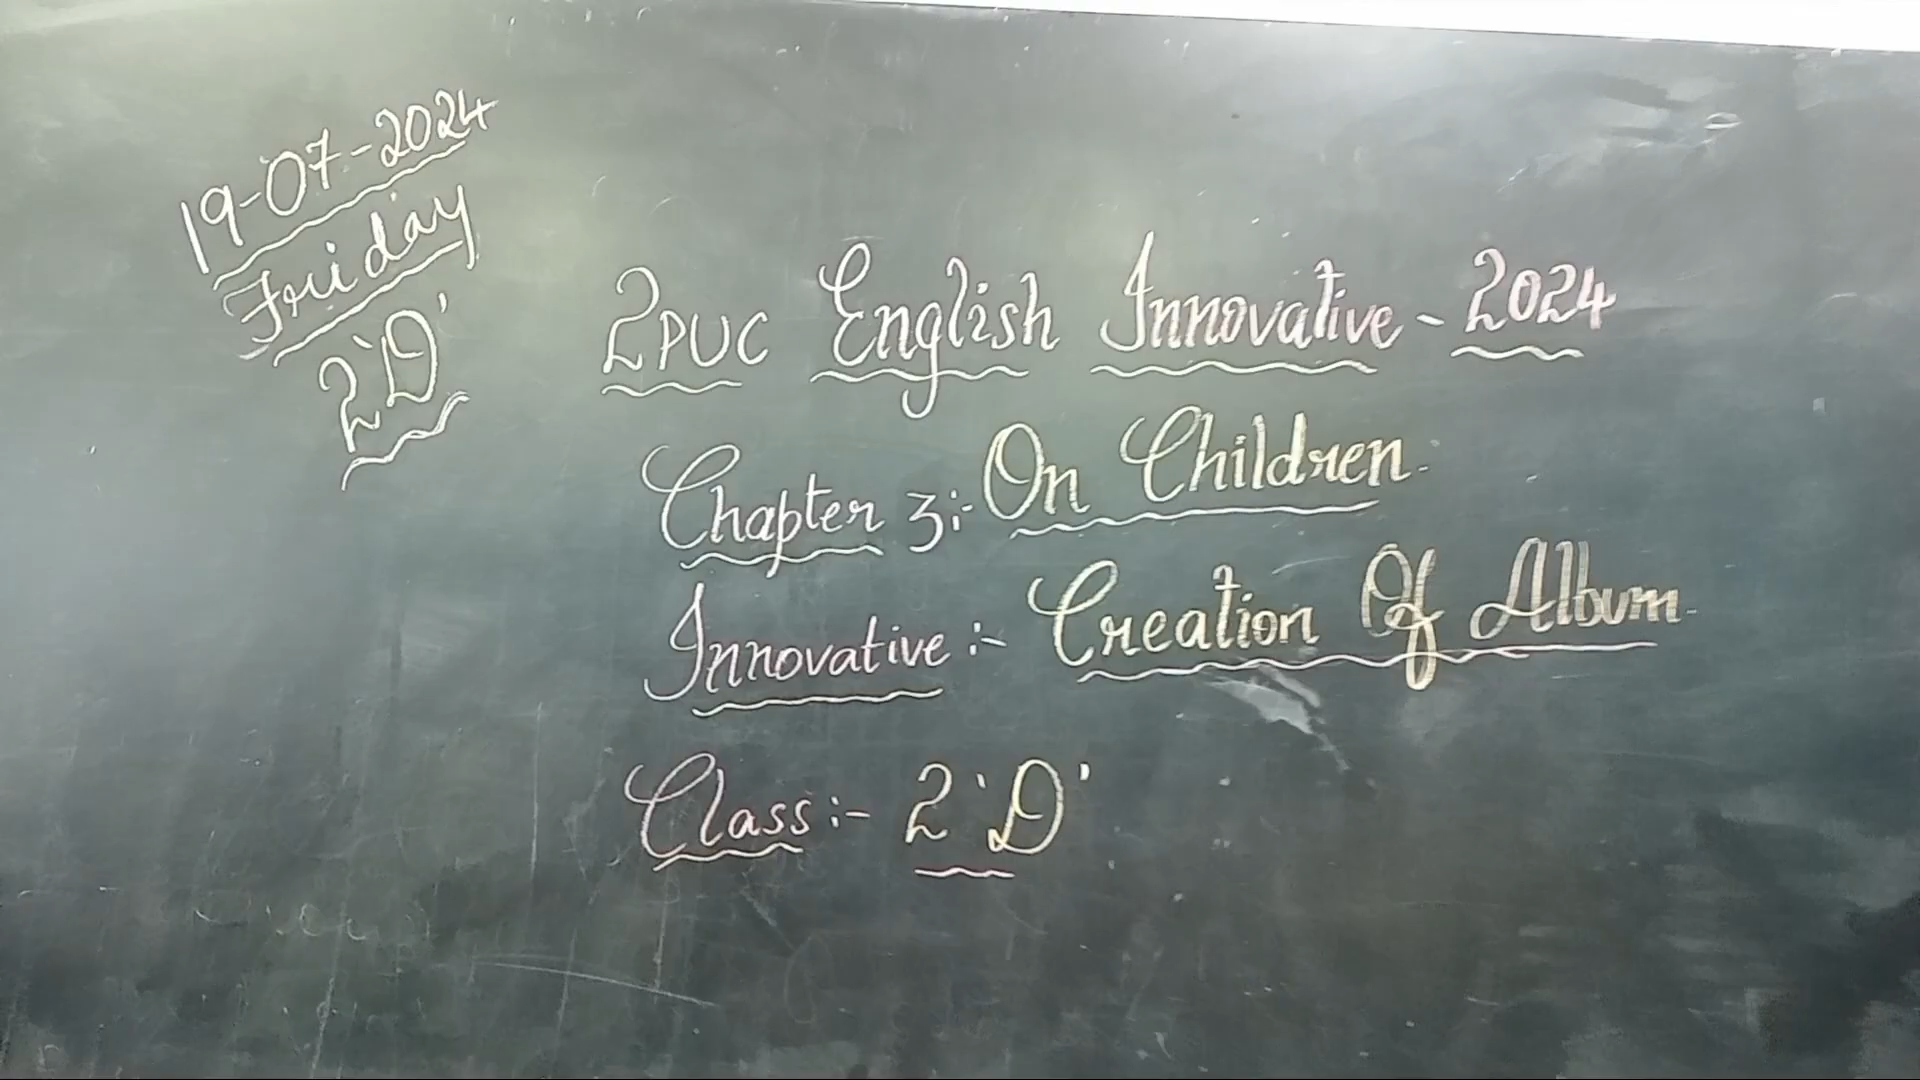 19-07-2024
Friday
2'D'
2PUC English Innovative - 2024
Chapter 3:- On Children.
Innovative :- Creation Of Album.
Class :- 2 'D'